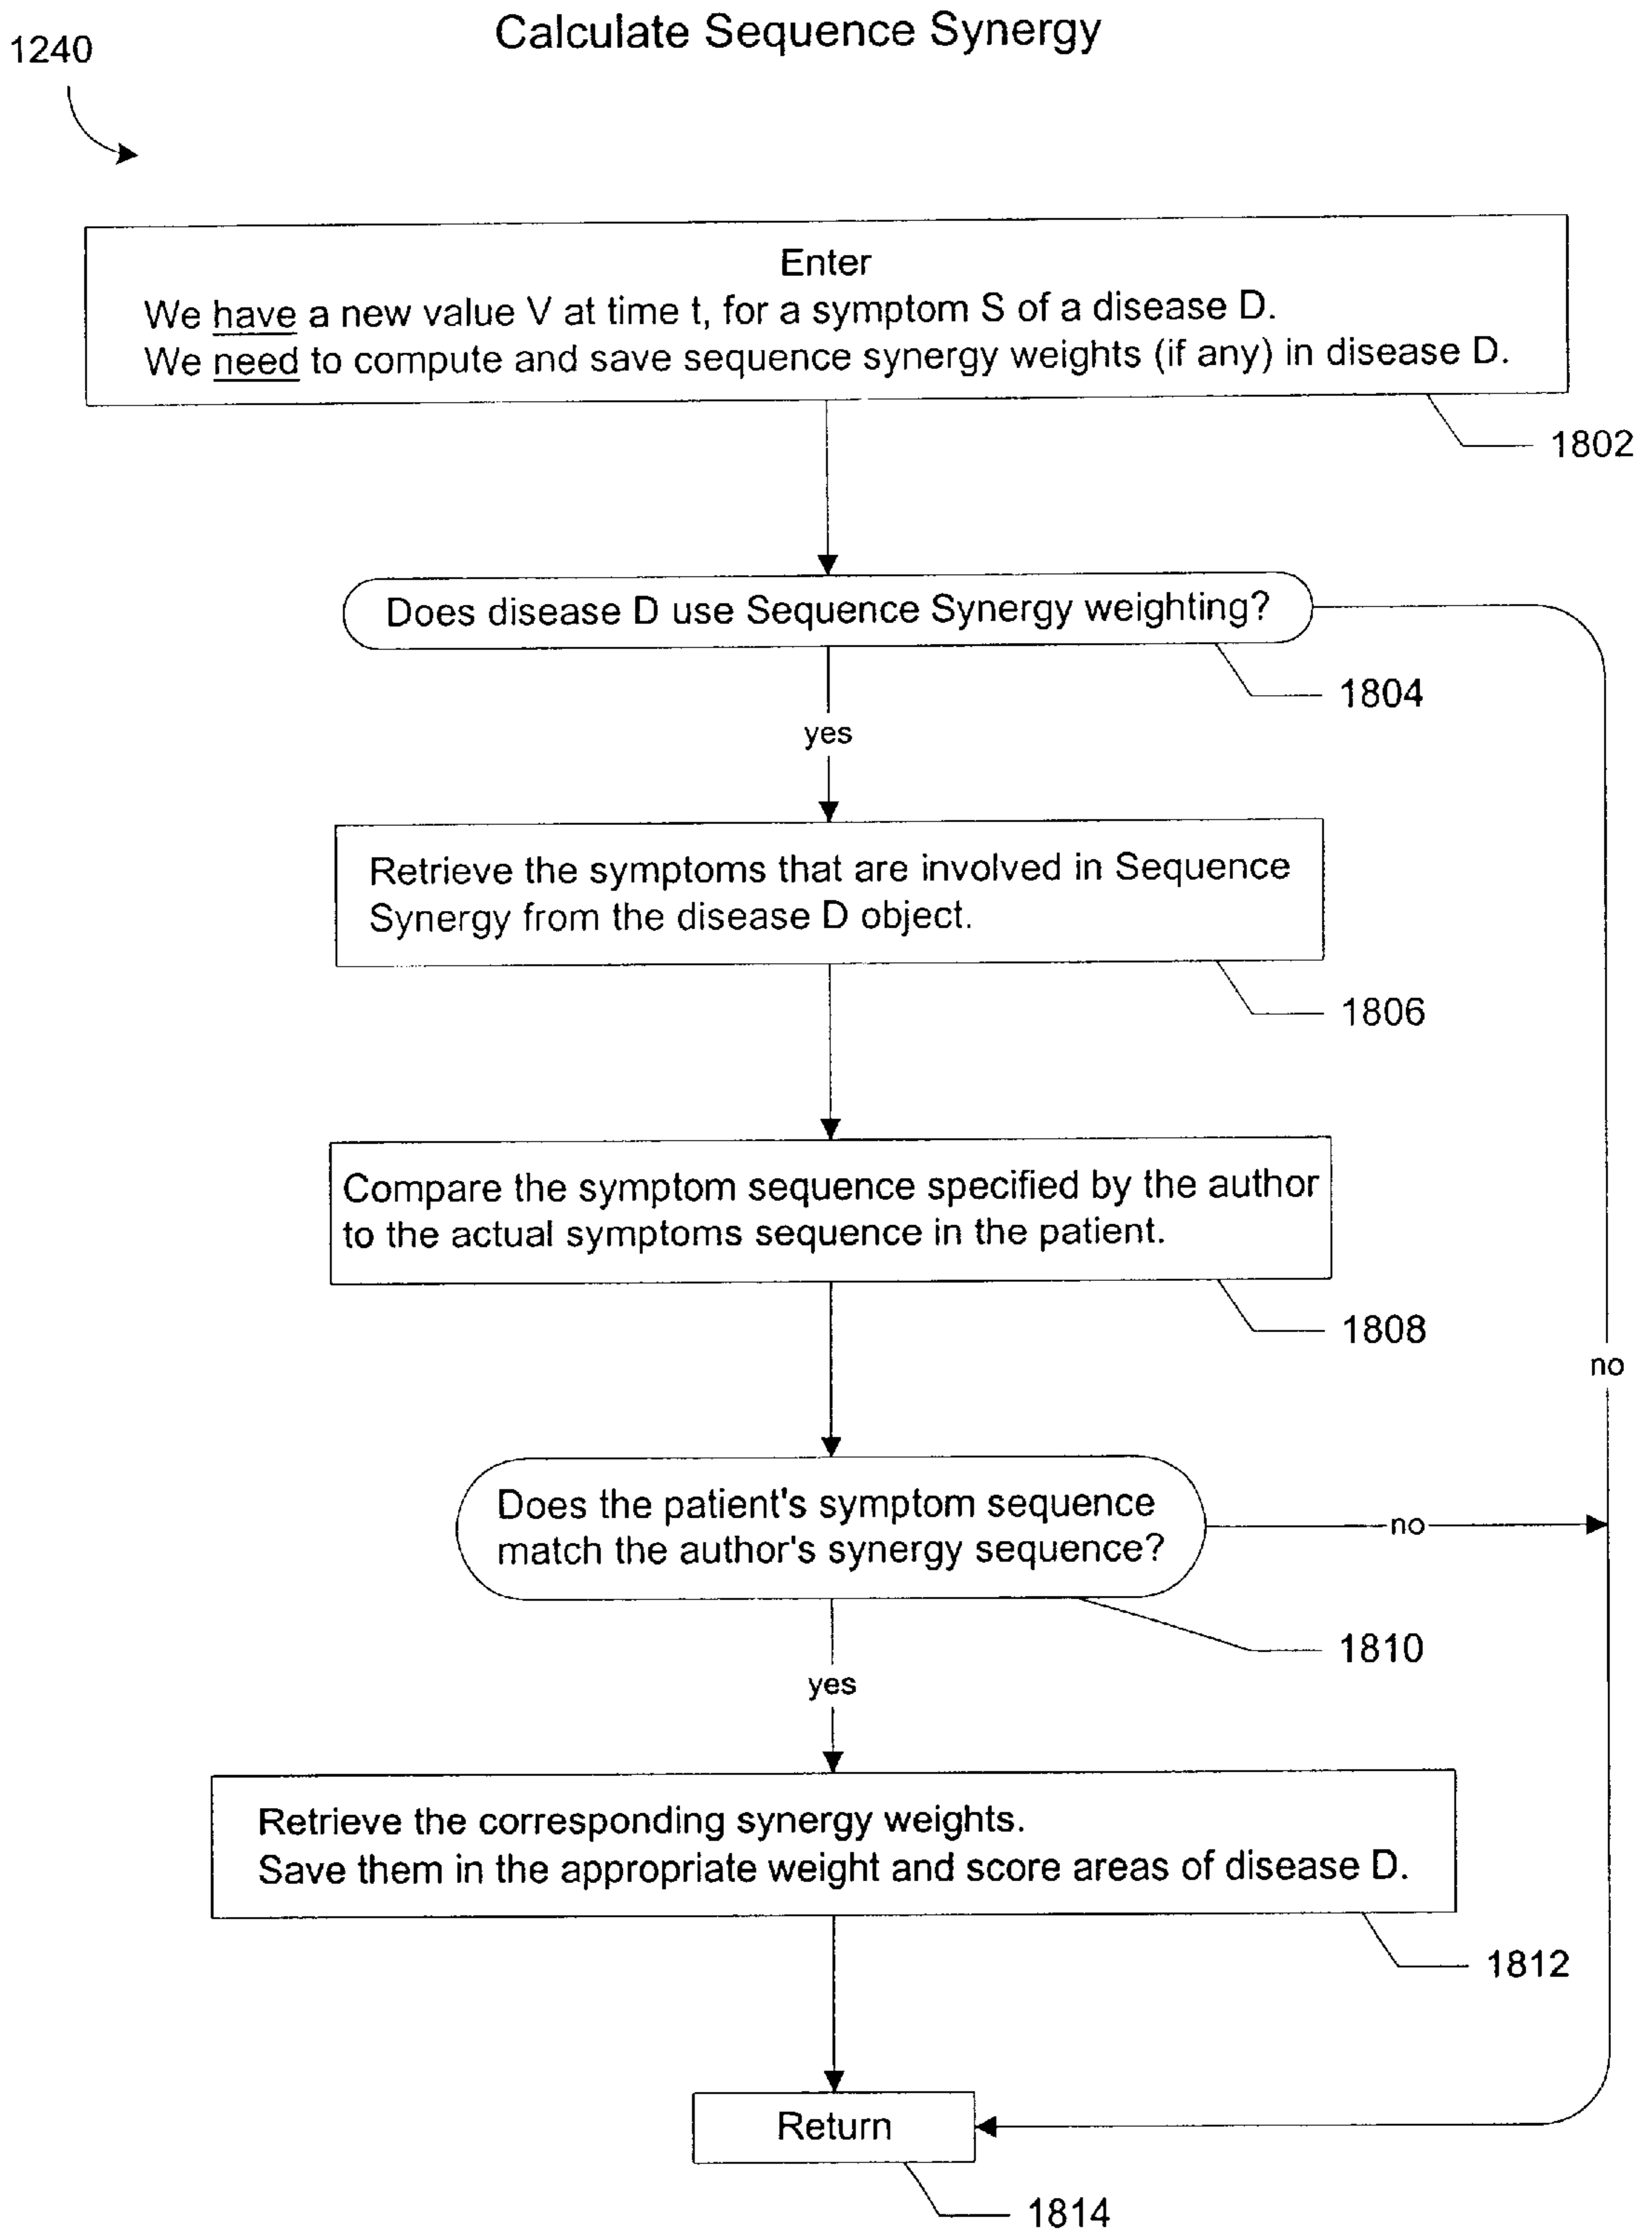 Calculate Sequence Synergy
1240
Enter
We have a new value V at time t, for a symptom S of a disease D.
We need to compute and save sequence synergy weights (if any) in disease D.
1802
Does disease D use Sequence Synergy weighting?
1804
yes
Retrieve the symptoms that are involved in Sequence
Synergy from the disease D object.
1806
Compare the symptom sequence specified by the author
to the actual symptoms sequence in the patient.
1808
no
Does the patient's symptom sequence
match the author's synergy sequence?
no
1810
yes
Retrieve the corresponding synergy weights.
Save them in the appropriate weight and score areas of disease D.
1812
Return
1814